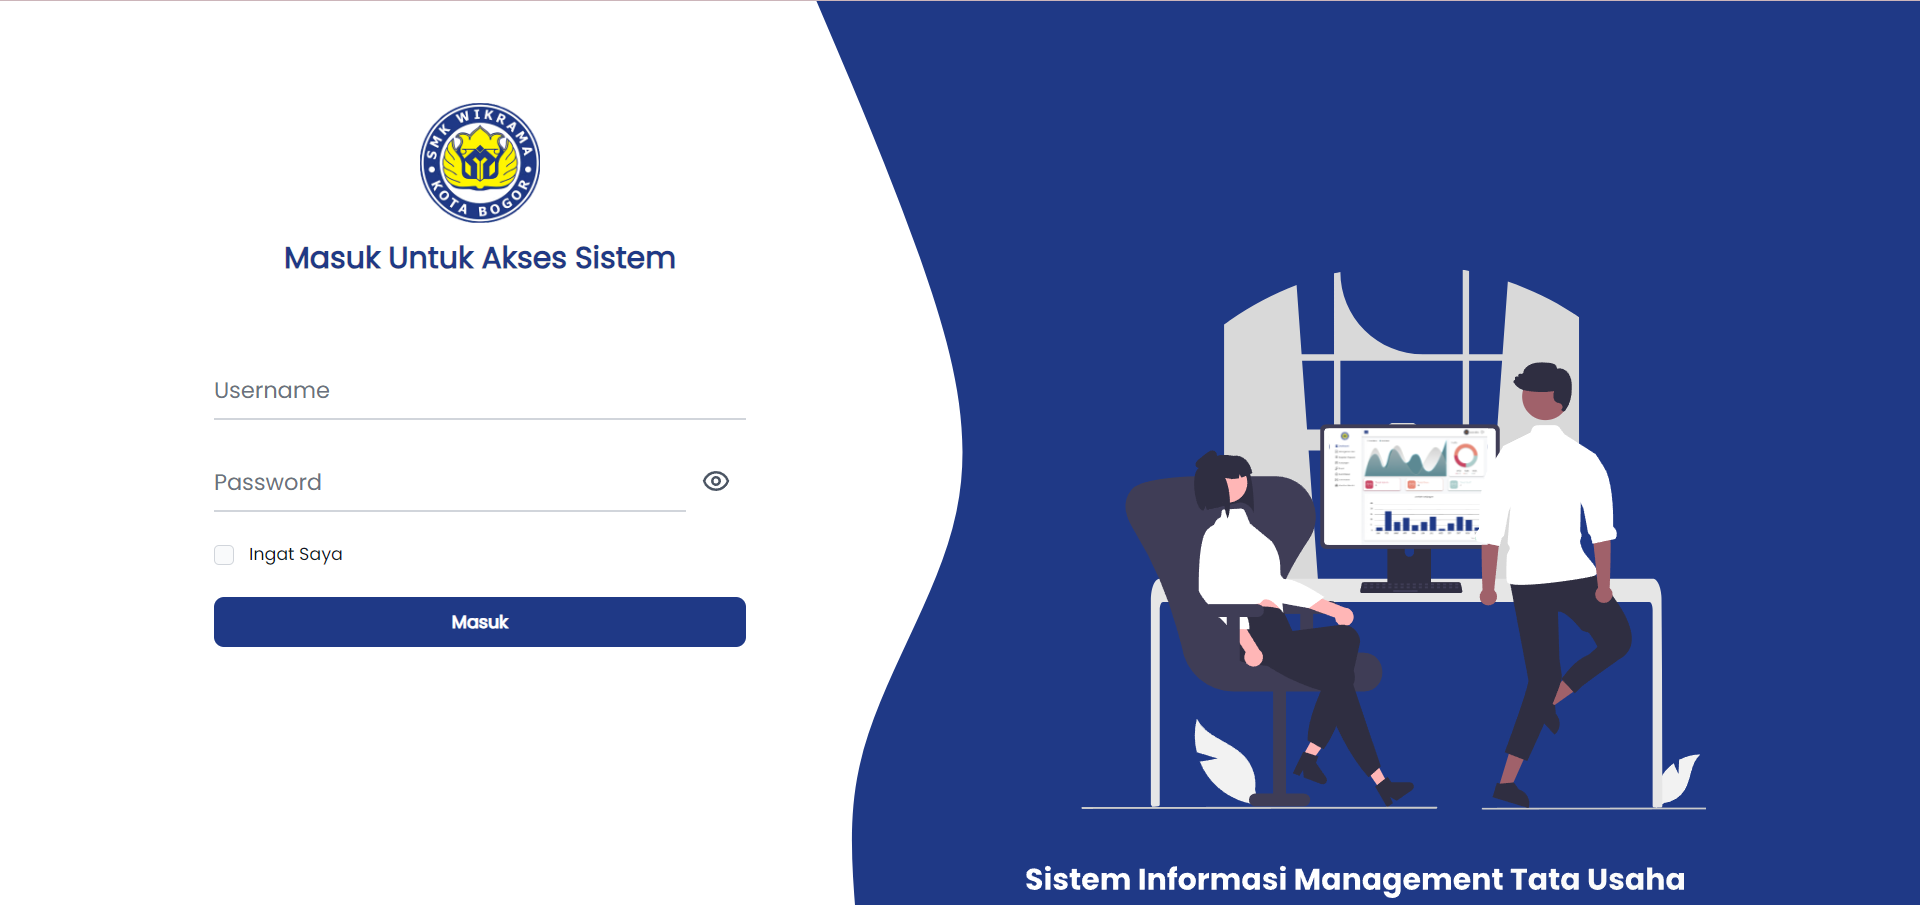 SMK WIKRAMA
KOTA BOGOR
Masuk Untuk Akses Sistem
Username
Password
Ingat Saya
Masuk
Sistem Informasi Management Tata Usaha